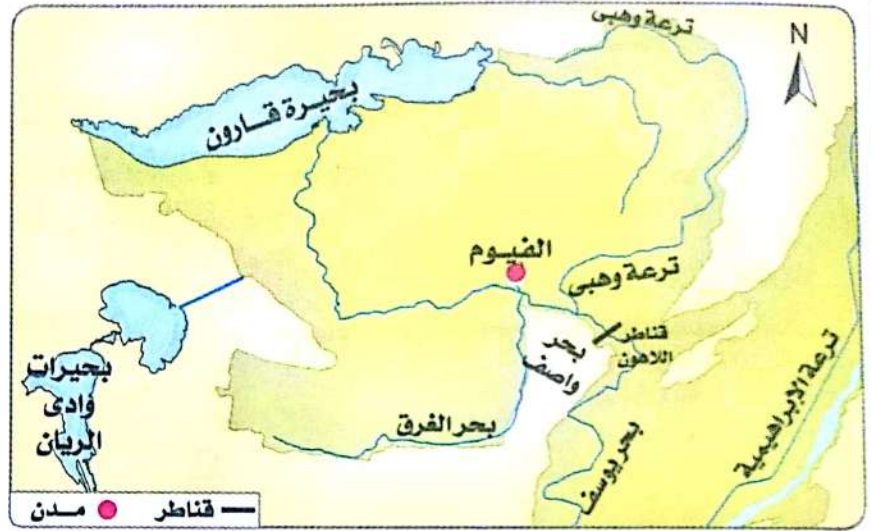 ترعة وهبى
N
بحيرة قارون
الفيوم
ترعة وهبى
قناطر
اللاهون
بحر
واصف
ترعة الإبراهيمية
بحيرات
وادى
الريان
بحر الغرق
بحر يوسف
قناطر
مدن